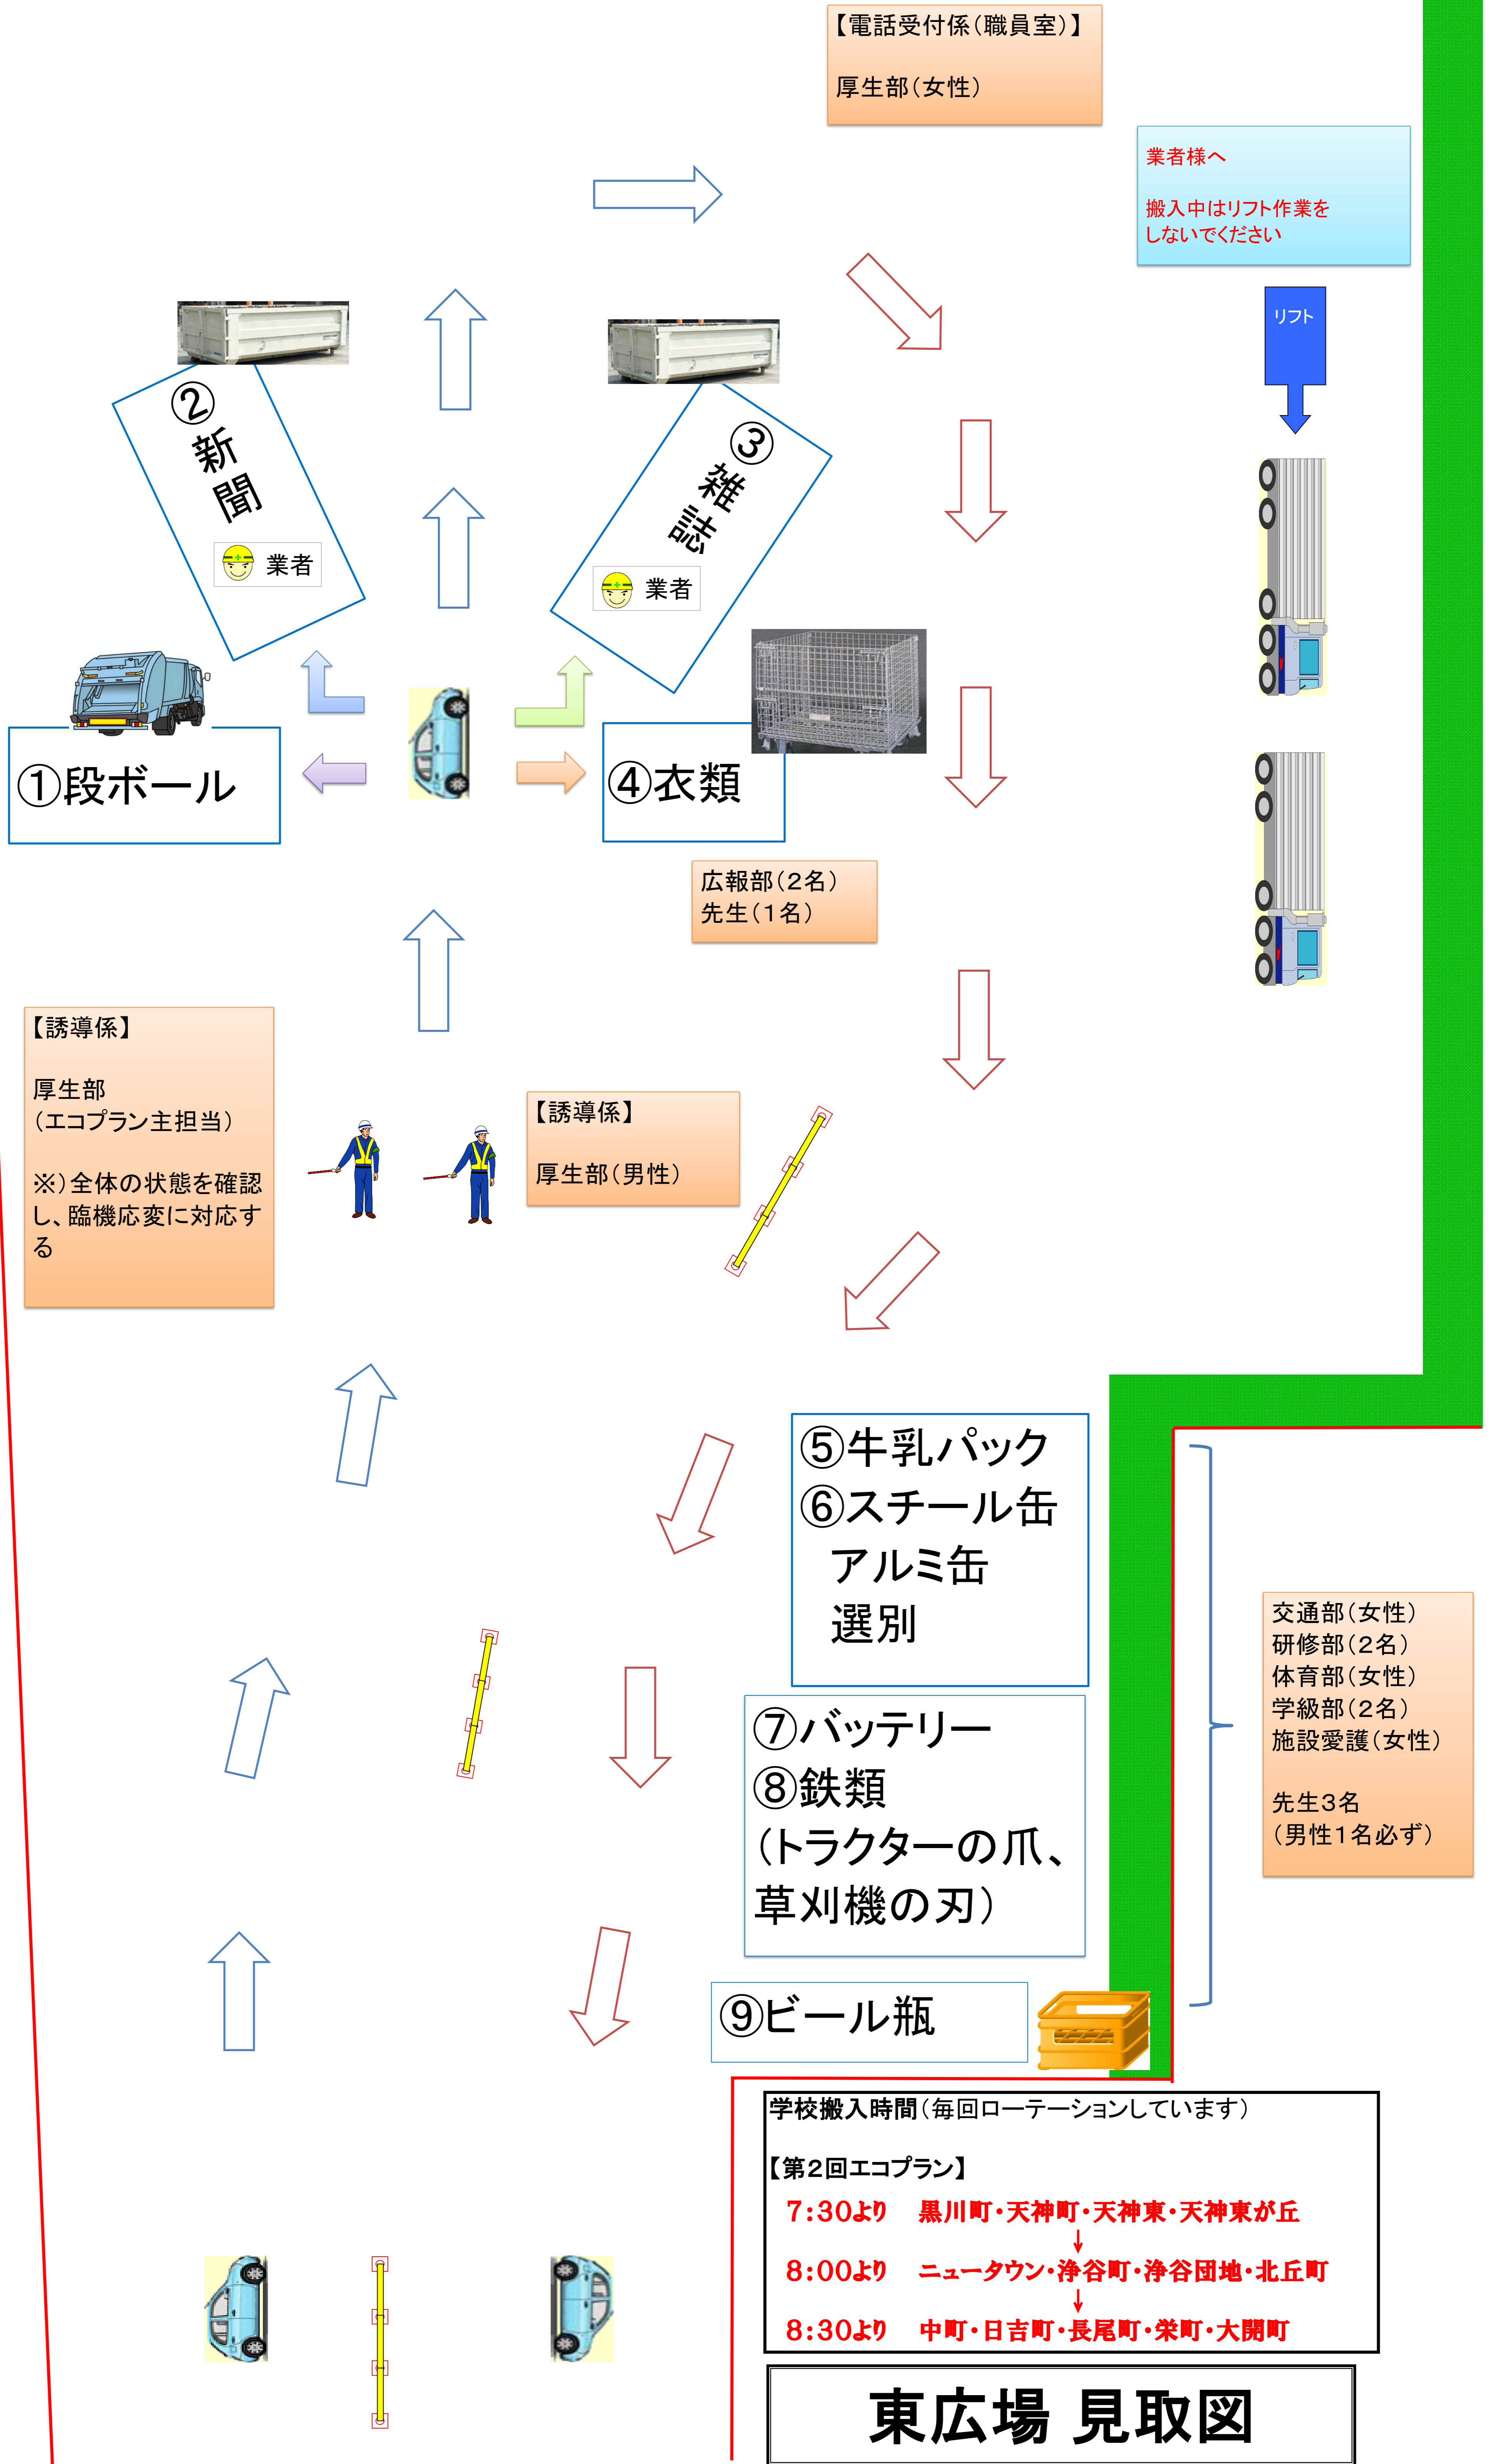 【電話受付係(職員室)】
厚生部(女性)
業者様へ
搬入中はリフト作業を
しないでください
リフト
②新聞
業者
③雑誌
業者
①段ボール
④衣類
広報部(2名)
先生(1名)
【誘導係】
厚生部
(エコプラン主担当)
※)全体の状態を確認
し、臨機応変に対応す
る
【誘導係】
厚生部(男性)
⑤牛乳パック
⑥スチール缶
アルミ缶
選別
⑦バッテリー
⑧鉄類
(トラクターの爪、
草刈機の刃)
⑨ビール瓶
交通部(女性)
研修部(2名)
体育部(女性)
学級部(2名)
施設愛護(女性)
先生3名
(男性1名必ず)
学校搬入時間(毎回ローテーションしています)
【第2回エコプラン】
7:30より 黒川町・天神町・天神東・天神東が丘
↓
8:00より ニュータウン・浄谷町・浄谷団地・北丘町
↓
8:30より 中町・日吉町・長尾町・栄町・大開町
東広場 見取図